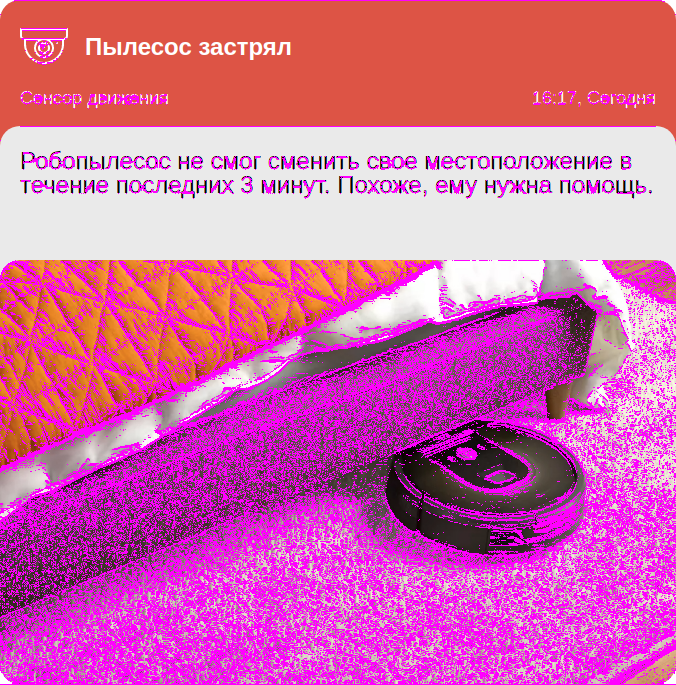 Пылесос застрял
Сенсор движения
16:17, Сегодня
Робопылесос не смог сменить свое местоположение в
течение последних 3 минут. Похоже, ему нужна помощь.